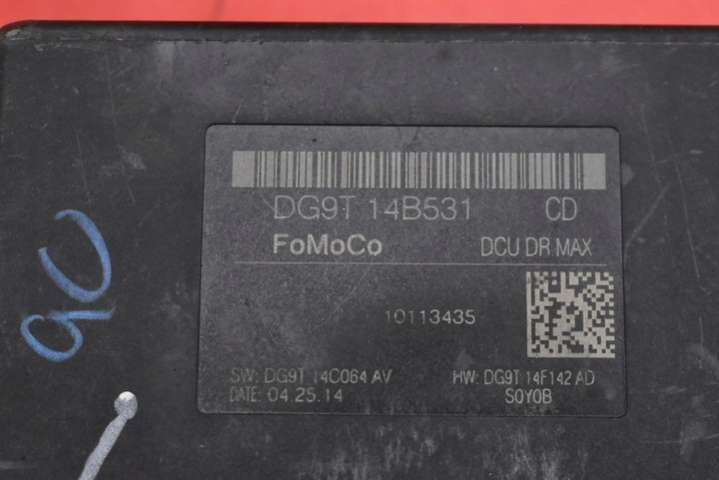 DG9T 14B531 CD
FoMoCo DCU DR MAX
10113435
SW: DG9T 14C064 AV HW: DG9T 14F142 AD
DATE: 04.25.14 S0Y0B